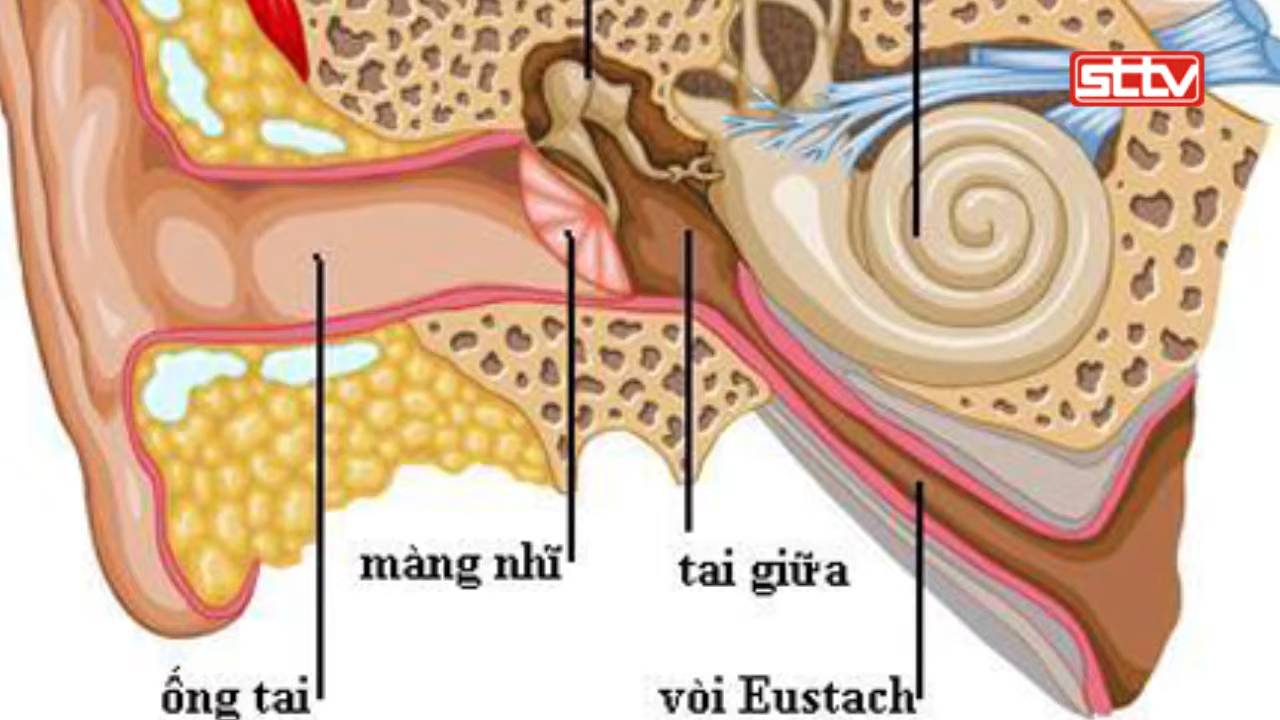 sttv
màng nhĩ
tai giữa
ống tai
vòi Eustach